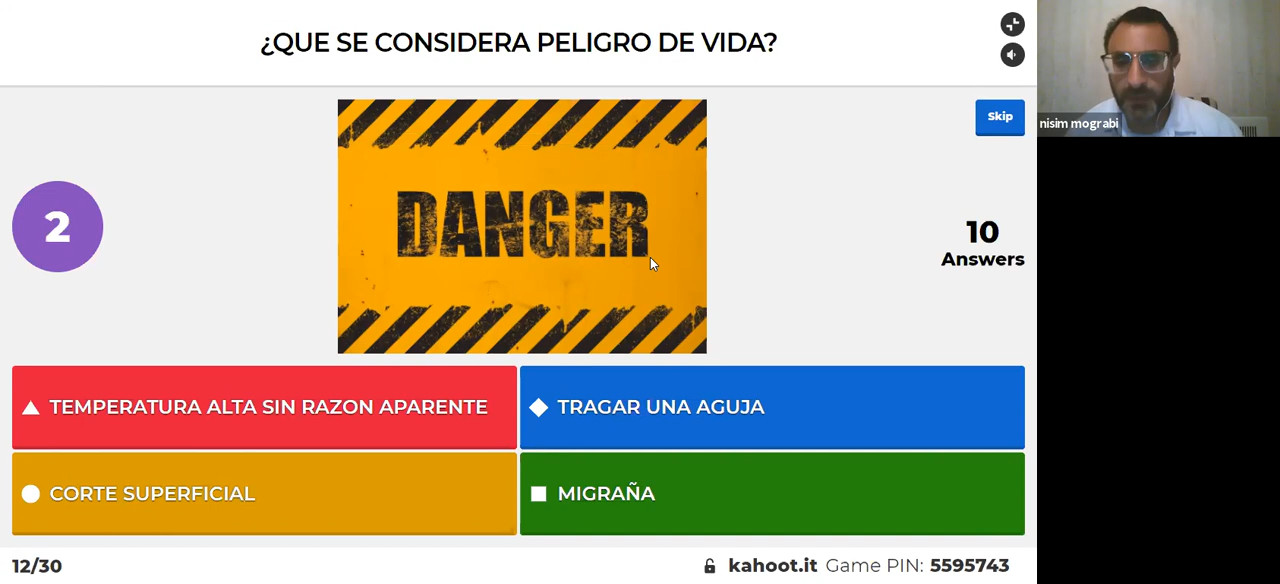 ¿QUE SE CONSIDERA PELIGRO DE VIDA?
Skip
nisim mograbi
DANGER
2
10
Answers
TEMPERATURA ALTA SIN RAZON APARENTE
TRAGAR UNA AGUJA
CORTE SUPERFICIAL
MIGRAÑA
12/30
kahoot.it Game PIN: 5595743